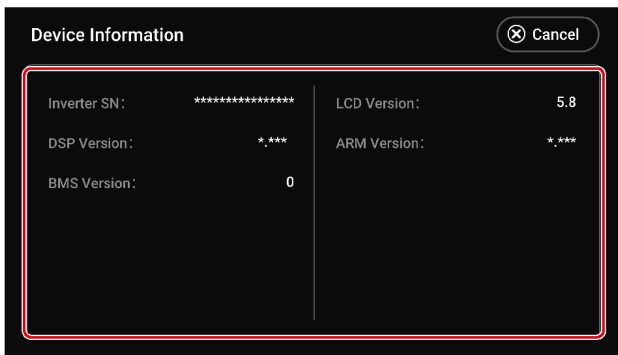 Device Information
Cancel
Inverter SN: ****************
LCD Version: 5.8
DSP Version: *.***
ARM Version: *.***
BMS Version: 0